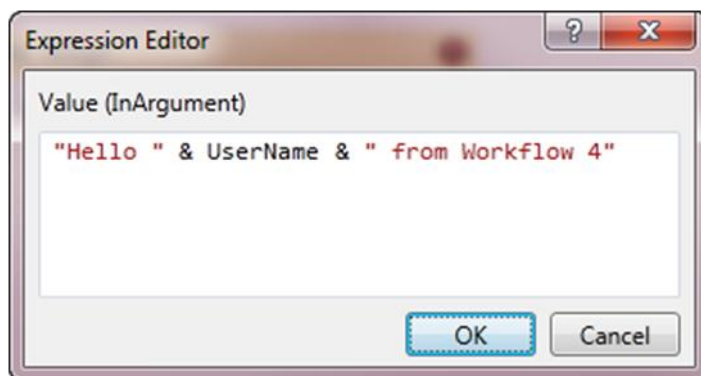 Expression Editor
?
Value (InArgument)
"Hello " & UserName & " from Workflow 4"
OK Cancel